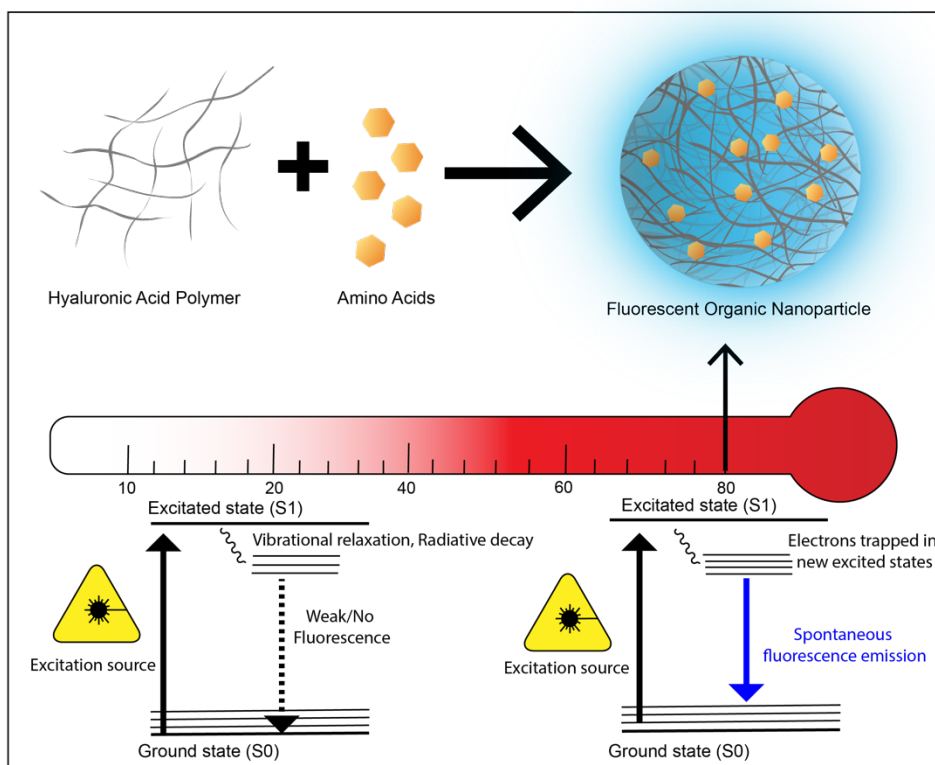 Hyaluronic Acid Polymer
Amino Acids
Fluorescent Organic Nanoparticle
10
20
40
60
80
Excitated state (S1)
Vibrational relaxation, Radiative decay
Weak/No
Fluorescence
Excitation source
Ground state (S0)
Excitated state (S1)
Electrons trapped in
new excited states
Spontaneous
fluorescence emission
Excitation source
Ground state (S0)